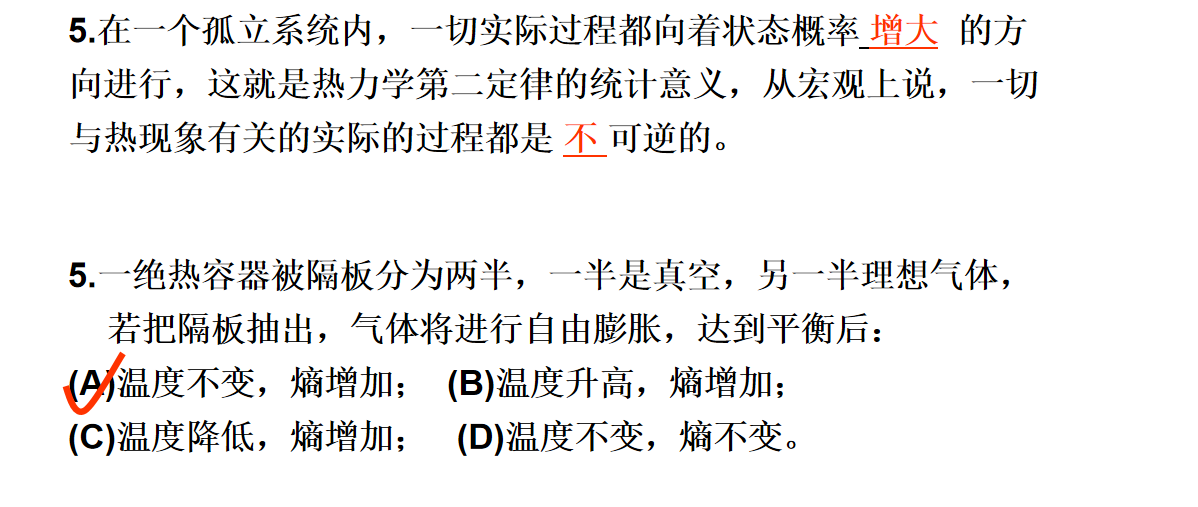 5.在一个孤立系统内，一切实际过程都向着状态概率 增大 的方
向进行，这就是热力学第二定律的统计意义，从宏观上说，一切
与热现象有关的实际的过程都是 不 可逆的。
5.一绝热容器被隔板分为两半，一半是真空，另一半理想气体，
若把隔板抽出，气体将进行自由膨胀，达到平衡后：
(A)温度不变，熵增加； (B)温度升高，熵增加；
(C)温度降低，熵增加； (D)温度不变，熵不变。